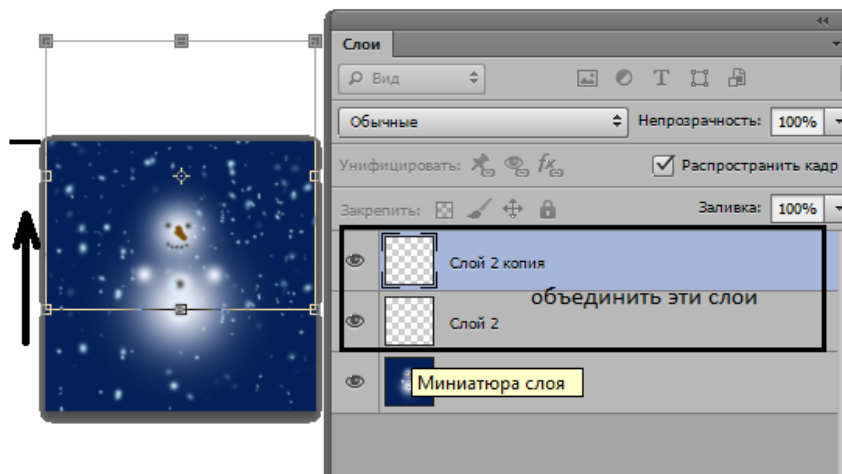 Слои
Вид
Обычные Непрозрачность: 100%
Унифицировать: fx Распространить кадр
Закрепить: Заливка: 100%
Слой 2 копия
объединить эти слои
Слой 2
Миниатюра слоя